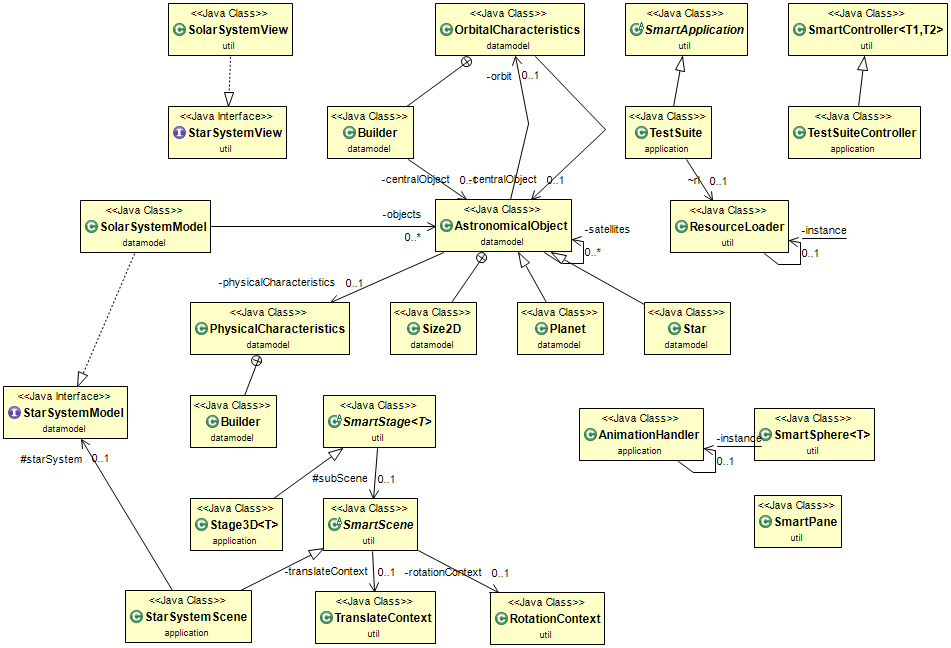 <<Java Class>>
SolarSystemView
util
<<Java Class>>
OrbitalCharacteristics
datamodel
<<Java Class>>
SmartApplication
util
<<Java Class>>
SmartController<T1,T2>
util
-orbit 0..1
<<Java Interface>>
StarSystemView
util
<<Java Class>>
Builder
datamodel
<<Java Class>>
TestSuite
application
<<Java Class>>
TestSuiteController
application
-centralObject 0..1
-centralObject 0..1
~rl 0..1
<<Java Class>>
SolarSystemModel
datamodel
-objects
0..*
<<Java Class>>
AstronomicalObject
datamodel
-satellites
0..*
<<Java Class>>
ResourceLoader
util
-instance
0..1
-physicalCharacteristics 0..1
<<Java Class>>
PhysicalCharacteristics
datamodel
<<Java Class>>
Size2D
datamodel
<<Java Class>>
Planet
datamodel
<<Java Class>>
Star
datamodel
<<Java Interface>>
StarSystemModel
datamodel
<<Java Class>>
Builder
datamodel
<<Java Class>>
SmartStage<T>
util
<<Java Class>>
AnimationHandler
application
-instance
0..1
<<Java Class>>
SmartSphere<T>
util
#starSystem 0..1
#subScene 0..1
<<Java Class>>
Stage3D<T>
application
<<Java Class>>
SmartScene
util
<<Java Class>>
SmartPane
util
-translateContext 0..1
-rotationContext 0..1
<<Java Class>>
StarSystemScene
application
<<Java Class>>
TranslateContext
util
<<Java Class>>
RotationContext
util